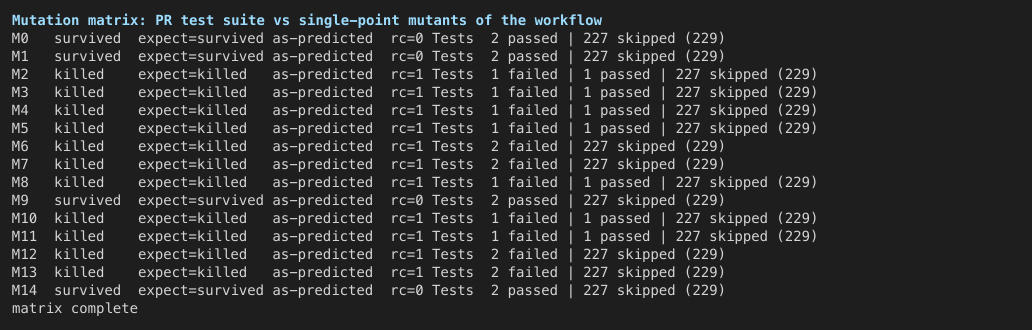 Mutation matrix: PR test suite vs single-point mutants of the workflow
M0   survived  expect=survived as-predicted  rc=0 Tests  2 passed | 227 skipped (229)
M1   survived  expect=survived as-predicted  rc=0 Tests  2 passed | 227 skipped (229)
M2   killed    expect=killed   as-predicted  rc=1 Tests  1 failed | 1 passed | 227 skipped (229)
M3   killed    expect=killed   as-predicted  rc=1 Tests  1 failed | 1 passed | 227 skipped (229)
M4   killed    expect=killed   as-predicted  rc=1 Tests  1 failed | 1 passed | 227 skipped (229)
M5   killed    expect=killed   as-predicted  rc=1 Tests  1 failed | 1 passed | 227 skipped (229)
M6   killed    expect=killed   as-predicted  rc=1 Tests  2 failed | 227 skipped (229)
M7   killed    expect=killed   as-predicted  rc=1 Tests  2 failed | 227 skipped (229)
M8   killed    expect=killed   as-predicted  rc=1 Tests  1 failed | 1 passed | 227 skipped (229)
M9   survived  expect=survived as-predicted  rc=0 Tests  2 passed | 227 skipped (229)
M10  killed    expect=killed   as-predicted  rc=1 Tests  1 failed | 1 passed | 227 skipped (229)
M11  killed    expect=killed   as-predicted  rc=1 Tests  1 failed | 1 passed | 227 skipped (229)
M12  killed    expect=killed   as-predicted  rc=1 Tests  2 failed | 227 skipped (229)
M13  killed    expect=killed   as-predicted  rc=1 Tests  2 failed | 227 skipped (229)
M14  survived  expect=survived as-predicted  rc=0 Tests  2 passed | 227 skipped (229)
matrix complete